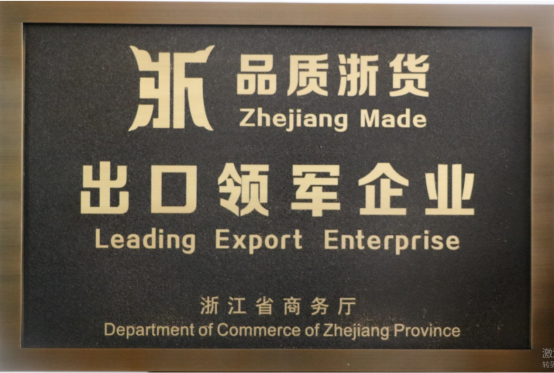 浙 品质浙货
Zhejiang Made
出口领军企业
Leading Export Enterprise
浙江省商务厅
Department of Commerce of Zhejiang Province